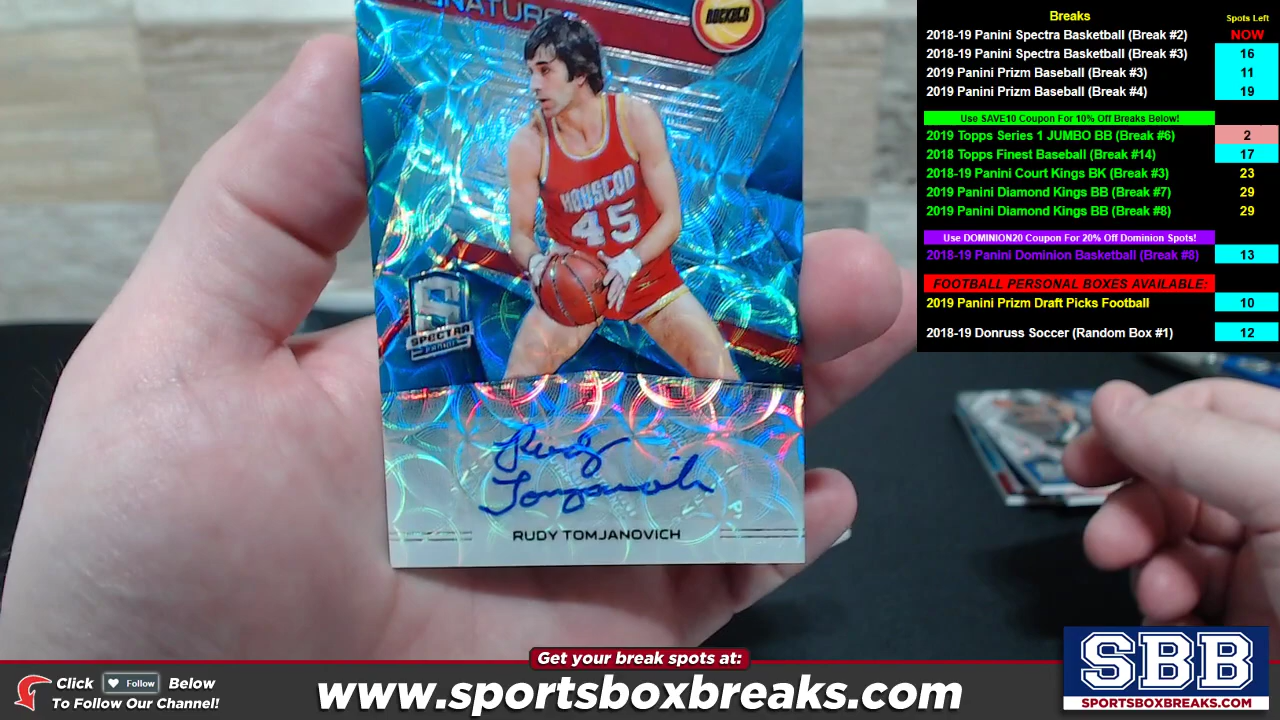 SIGNATURES
ROCKETS
HOUSTON
45
SPECTRA
PANINI
Rudy Tomjanovich
RUDY TOMJANOVICH
Breaks Spots Left
2018-19 Panini Spectra Basketball (Break #2) NOW
2018-19 Panini Spectra Basketball (Break #3) 16
2019 Panini Prizm Baseball (Break #3) 11
2019 Panini Prizm Baseball (Break #4) 19
Use SAVE10 Coupon For 10% Off Breaks Below!
2019 Topps Series 1 JUMBO BB (Break #6) 2
2018 Topps Finest Baseball (Break #14) 17
2018-19 Panini Court Kings BK (Break #3) 23
2019 Panini Diamond Kings BB (Break #7) 29
2019 Panini Diamond Kings BB (Break #8) 29
Use DOMINION20 Coupon For 20% Off Dominion Spots!
2018-19 Panini Dominion Basketball (Break #8) 13
FOOTBALL PERSONAL BOXES AVAILABLE:
2019 Panini Prizm Draft Picks Football 10
2018-19 Donruss Soccer (Random Box #1) 12
Get your break spots at:
Click Follow Below
To Follow Our Channel!
www.sportsboxbreaks.com
SBB
SPORTSBOXBREAKS.COM